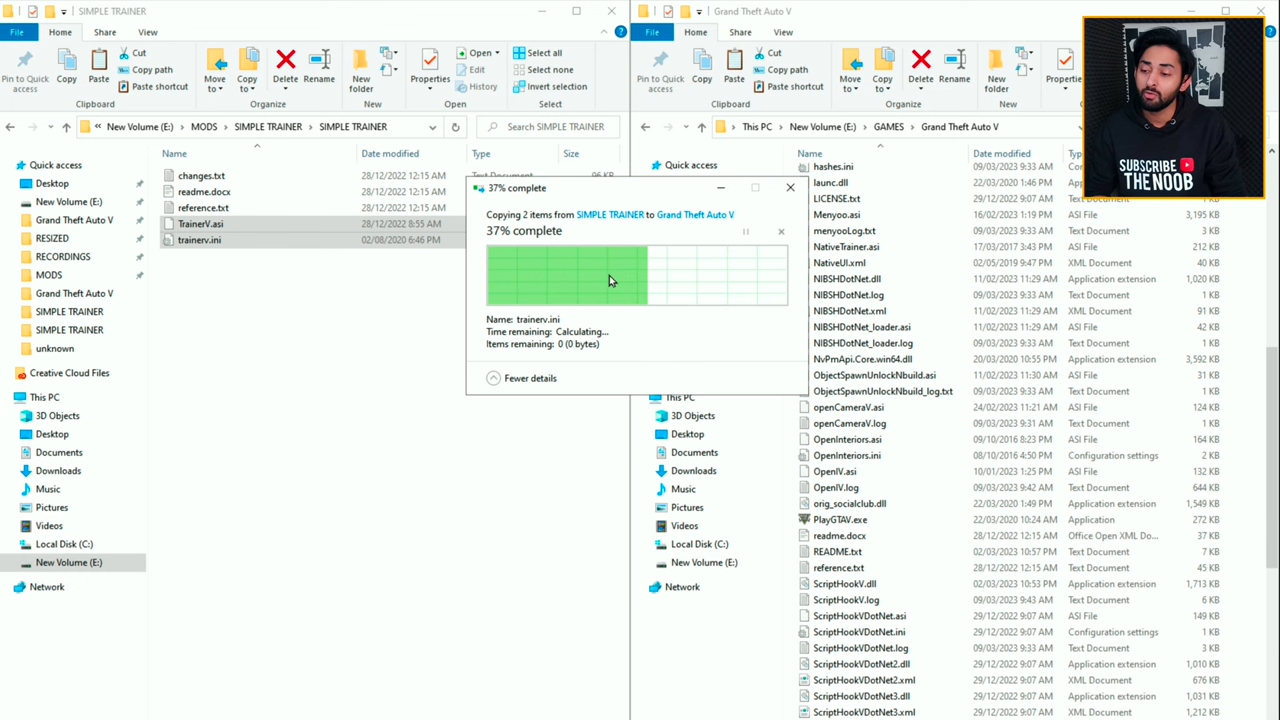 SIMPLE TRAINER
File
Home
Share
View
Pin to Quick access
Copy
Paste
Cut
Copy path
Paste shortcut
Clipboard
Move to
Copy to
Delete
Rename
Organize
New folder
New
Properties
Open
Edit
History
Open
Select all
Select none
Invert selection
Select
« New Volume (E:) > MODS > SIMPLE TRAINER > SIMPLE TRAINER
Search SIMPLE TRAINER
Quick access
Desktop
New Volume (E:)
Grand Theft Auto V
RESIZED
RECORDINGS
MODS
Grand Theft Auto V
SIMPLE TRAINER
SIMPLE TRAINER
unknown
Creative Cloud Files
This PC
3D Objects
Desktop
Documents
Downloads
Music
Pictures
Videos
Local Disk (C:)
New Volume (E:)
Network
Name Date modified Type Size
changes.txt 28/12/2022 12:15 AM Text Document 96 KB
readme.docx 28/12/2022 12:15 AM
reference.txt 28/12/2022 12:15 AM
TrainerV.asi 28/12/2022 8:55 AM
trainerv.ini 02/08/2020 6:46 PM
37% complete
Copying 2 items from SIMPLE TRAINER to Grand Theft Auto V
37% complete
Name: trainerv.ini
Time remaining: Calculating...
Items remaining: 0 (0 bytes)
Fewer details
Grand Theft Auto V
File
Home
Share
View
Pin to Quick access
Copy
Paste
Cut
Copy path
Paste shortcut
Clipboard
Move to
Copy to
Delete
Rename
Organize
New folder
New
Properties
> This PC > New Volume (E:) > GAMES > Grand Theft Auto V
Quick access
This PC
3D Objects
Desktop
Documents
Downloads
Music
Pictures
Videos
Local Disk (C:)
New Volume (E:)
Network
Name Date modified
hashes.ini 09/03/2023 9:33 AM
launc.dll 22/03/2020 1:46 PM
LICENSE.txt 29/12/2022 9:07 AM
Menyoo.asi 16/02/2023 1:19 AM ASI File 3,195 KB
menyooLog.txt 09/03/2023 9:33 AM Text Document 3 KB
NativeTrainer.asi 17/03/2017 3:43 AM ASI File 212 KB
NativeUI.xml 02/05/2019 9:47 PM XML Document 40 KB
NIBSHDotNet.dll 11/02/2023 11:29 AM Application extension 1,020 KB
NIBSHDotNet.log 09/03/2023 9:33 AM Text Document 1 KB
NIBSHDotNet.xml 11/02/2023 11:29 AM XML Document 91 KB
NIBSHDotNet_loader.asi 11/02/2023 11:29 AM ASI File 42 KB
NIBSHDotNet_loader.log 09/03/2023 9:33 AM Text Document 1 KB
NvPmApi.Core.win64.dll 20/03/2020 10:55 PM Application extension 3,592 KB
ObjectSpawnUnlockNbuild.asi 11/02/2023 11:30 AM ASI File 31 KB
ObjectSpawnUnlockNbuild_log.txt 09/03/2023 9:33 AM Text Document 1 KB
openCameraV.asi 24/02/2023 11:21 AM ASI File 124 KB
openCameraV.log 09/03/2023 9:31 AM Text Document 1 KB
OpenInteriors.asi 09/10/2016 8:23 PM ASI File 164 KB
OpenInteriors.ini 08/10/2016 4:50 PM Configuration settings 2 KB
OpenIV.asi 10/01/2023 1:25 PM ASI File 132 KB
OpenIV.log 09/03/2023 9:42 AM Text Document 644 KB
orig_socialclub.dll 22/03/2020 1:49 PM Application extension 1,549 KB
PlayGTAV.exe 22/03/2020 10:24 AM Application 272 KB
readme.docx 28/12/2022 12:15 AM Office Open XML Do... 37 KB
README.txt 02/03/2023 10:57 PM Text Document 7 KB
reference.txt 28/12/2022 12:15 AM Text Document 45 KB
ScriptHookV.dll 02/03/2023 10:53 PM Application extension 1,713 KB
ScriptHookV.log 09/03/2023 9:43 AM Text Document 6 KB
ScriptHookVDotNet.asi 29/12/2022 9:07 AM ASI File 149 KB
ScriptHookVDotNet.ini 29/12/2022 9:07 AM Configuration settings 1 KB
ScriptHookVDotNet.log 09/03/2023 9:33 AM Text Document 1 KB
ScriptHookVDotNet2.dll 29/12/2022 9:07 AM Application extension 1,010 KB
ScriptHookVDotNet2.xml 29/12/2022 9:07 AM XML Document 676 KB
ScriptHookVDotNet3.dll 29/12/2022 9:07 AM Application extension 1,031 KB
ScriptHookVDotNet3.xml 29/12/2022 9:07 AM XML Document 1,212 KB
SUBSCRIBE
THE NOOB